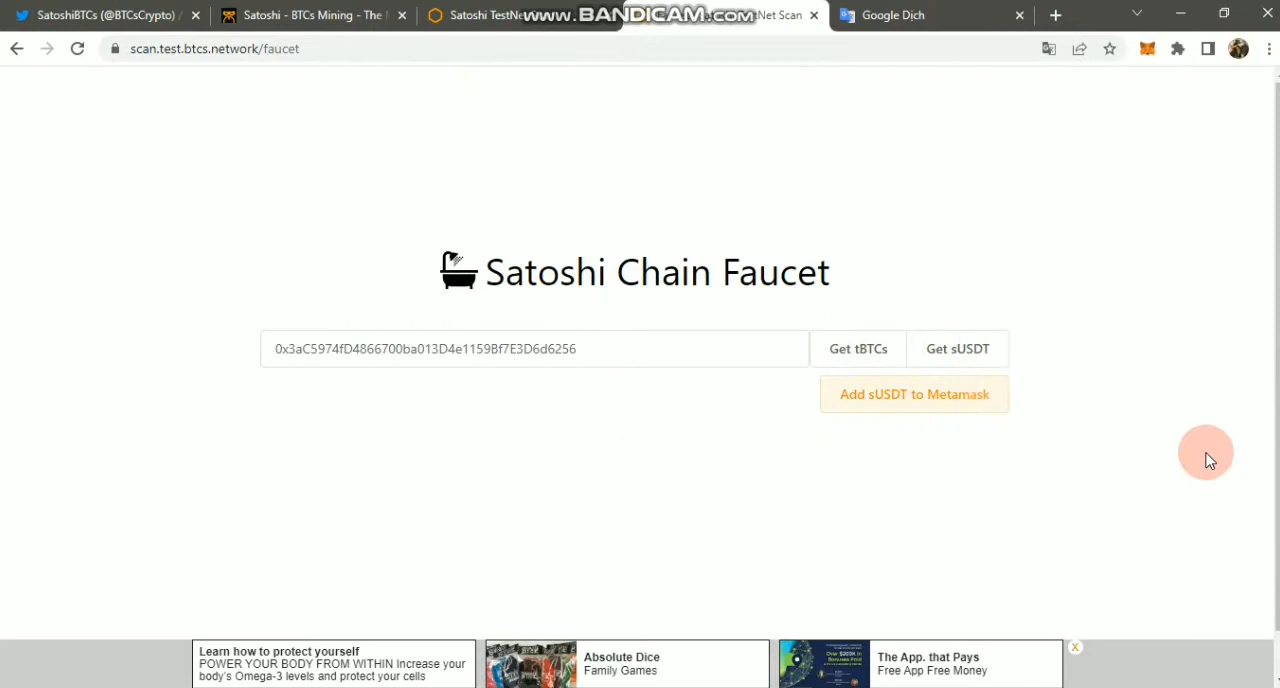 SatoshiBTCs (@BTCsCrypto) /
Satoshi - BTCs Mining - The
Satoshi TestNe
www.BANDICAM.com
Net Scan
Google Dịch
scan.test.btcs.network/faucet
Satoshi Chain Faucet
0x3aC5974fD4866700ba013D4e1159Bf7E3D6d6256
Get tBTCs
Get sUSDT
Add sUSDT to Metamask
Learn how to protect yourself
POWER YOUR BODY FROM WITHIN Increase your
body's Omega-3 levels and protect your cells
Absolute Dice
Family Games
Over $200K in
The App. that Pays
Free App Free Money
X